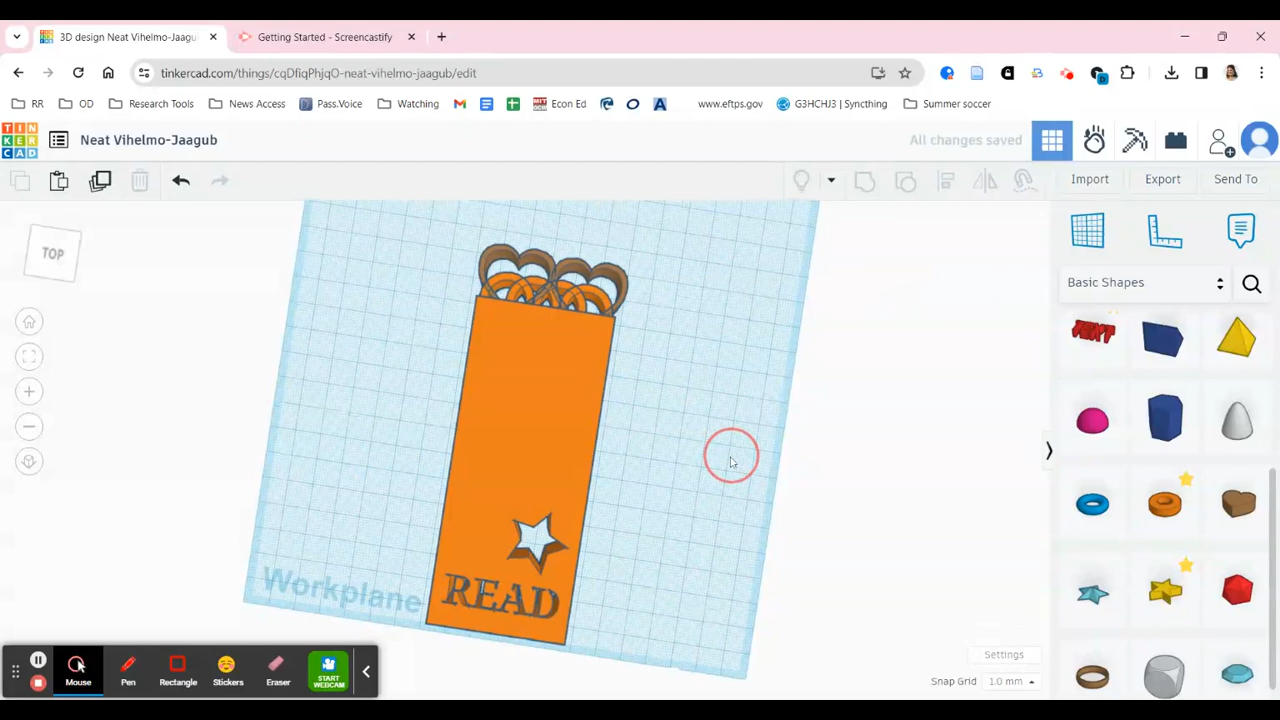 3D design Neat Vihelmo-Jaagu
Getting Started - Screencastify
tinkercad.com/things/cqDfiqPhjqO-neat-vihelmo-jaagub/edit
RR
OD
Research Tools
News Access
Pass.Voice
Watching
Econ Ed
www.eftps.gov
G3HCHJ3 | Syncthing
Summer soccer
TIN
KER
CAD
Neat Vihelmo-Jaagub
All changes saved
Import
Export
Send To
TOP
Basic Shapes
TEXT
READ
Workplane
Settings
Snap Grid
1.0 mm
Mouse
Pen
Rectangle
Stickers
Eraser
START
WEBCAM